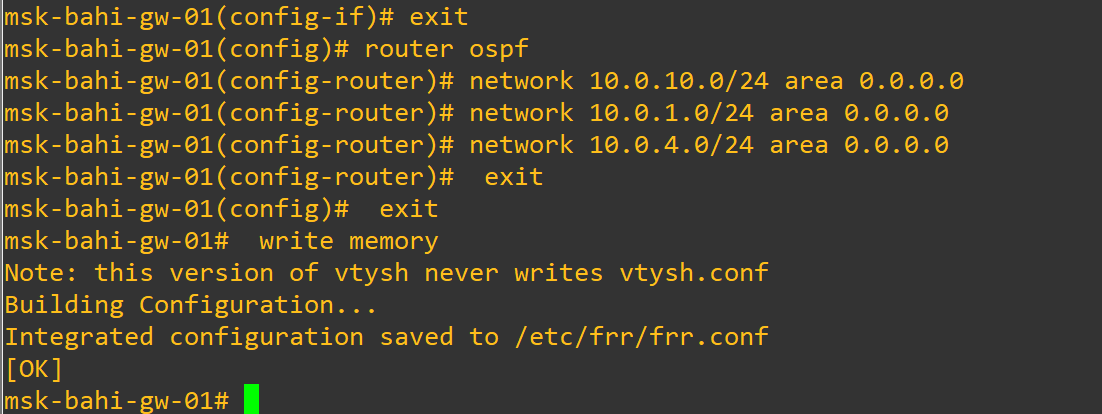 msk-bahi-gw-01(config-if)# exit
msk-bahi-gw-01(config)# router ospf
msk-bahi-gw-01(config-router)# network 10.0.10.0/24 area 0.0.0.0
msk-bahi-gw-01(config-router)# network 10.0.1.0/24 area 0.0.0.0
msk-bahi-gw-01(config-router)# network 10.0.4.0/24 area 0.0.0.0
msk-bahi-gw-01(config-router)#  exit
msk-bahi-gw-01(config)#  exit
msk-bahi-gw-01#  write memory
Note: this version of vtysh never writes vtysh.conf
Building Configuration...
Integrated configuration saved to /etc/frr/frr.conf
[OK]
msk-bahi-gw-01#